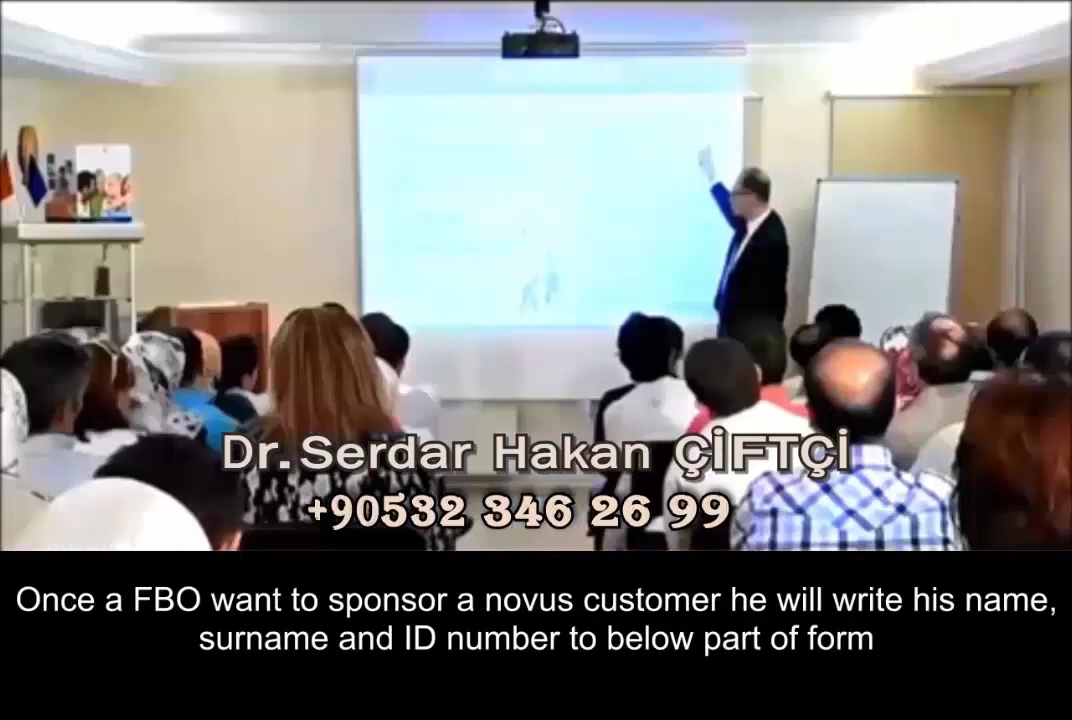 Dr. Serdar Hakan ÇİFTÇİ
+90532 346 26 99
Once a FBO want to sponsor a novus customer he will write his name,
surname and ID number to below part of form